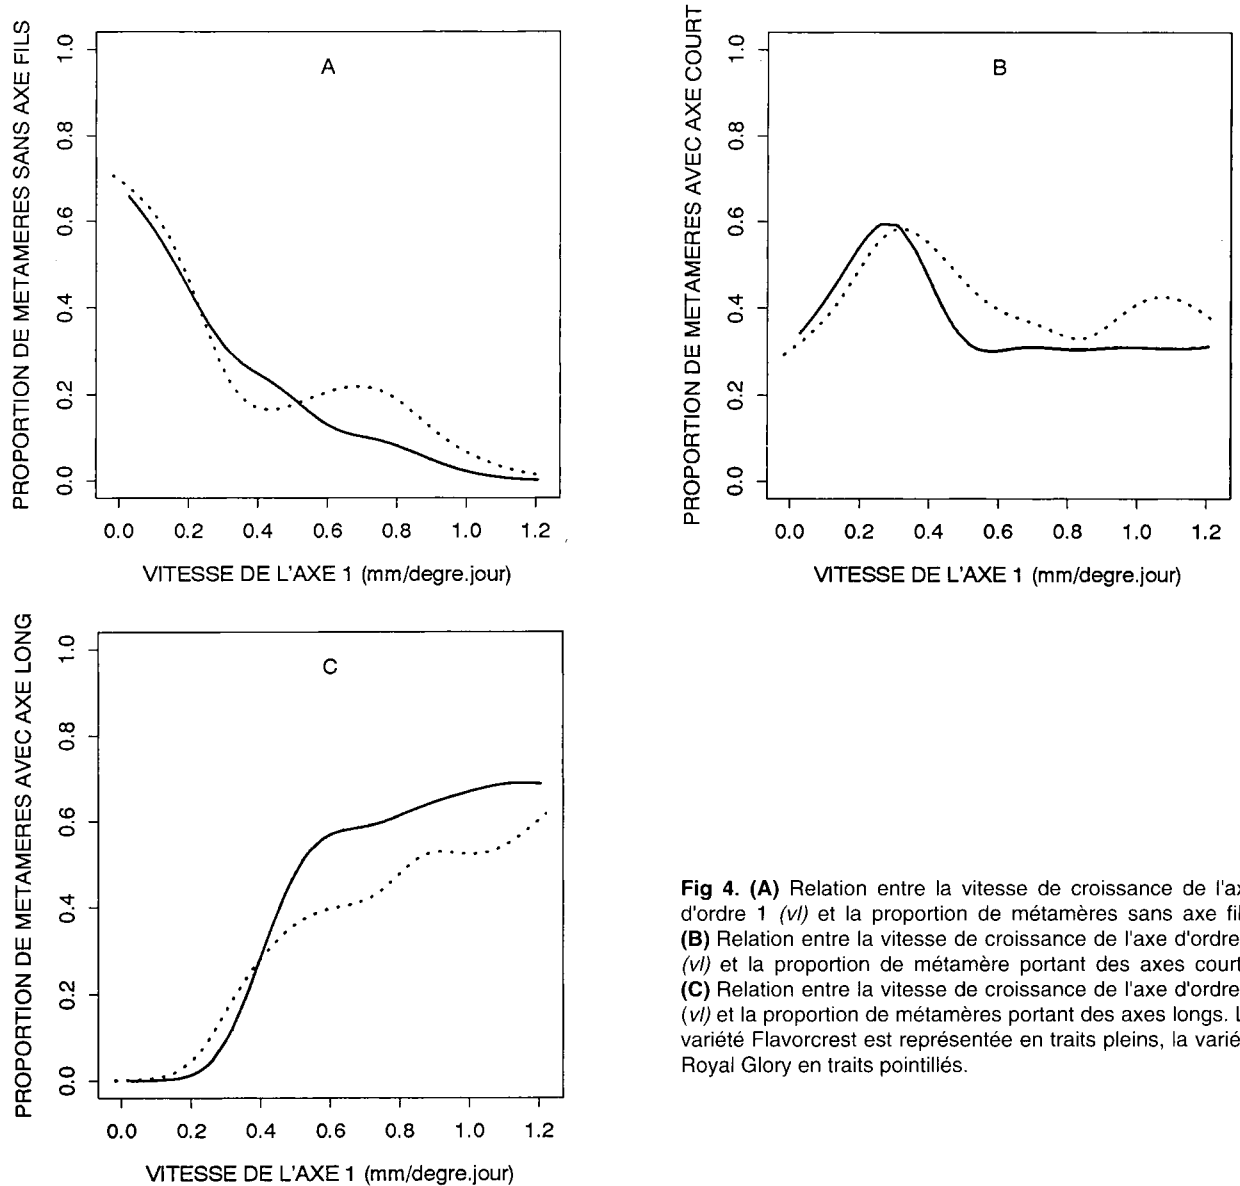 PROPORTION DE METAMERES SANS AXE FILS
1.0
0.8
0.6
0.4
0.2
0.0
A
0.0 0.2 0.4 0.6 0.8 1.0 1.2
VITESSE DE L'AXE 1 (mm/degre.jour)
PROPORTION DE METAMERES AVEC AXE COURT
1.0
0.8
0.6
0.4
0.2
0.0
B
0.0 0.2 0.4 0.6 0.8 1.0 1.2
VITESSE DE L'AXE 1 (mm/degre.jour)
PROPORTION DE METAMERES AVEC AXE LONG
1.0
0.8
0.6
0.4
0.2
0.0
C
0.0 0.2 0.4 0.6 0.8 1.0 1.2
VITESSE DE L'AXE 1 (mm/degre.jour)
Fig 4. (A) Relation entre la vitesse de croissance de l'ax
d'ordre 1 (vl) et la proportion de métamères sans axe fil
(B) Relation entre la vitesse de croissance de l'axe d'ordre
(vl) et la proportion de métamère portant des axes court
(C) Relation entre la vitesse de croissance de l'axe d'ordre
(vl) et la proportion de métamères portant des axes longs. L
variété Flavorcrest est représentée en traits pleins, la varié
Royal Glory en traits pointillés.